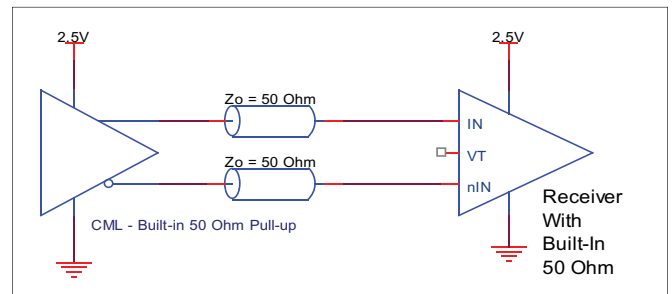 2.5V
2.5V
Zo = 50 Ohm
IN
VT
Zo = 50 Ohm
nIN
CML - Built-in 50 Ohm Pull-up
Receiver
With
Built-In
50 Ohm